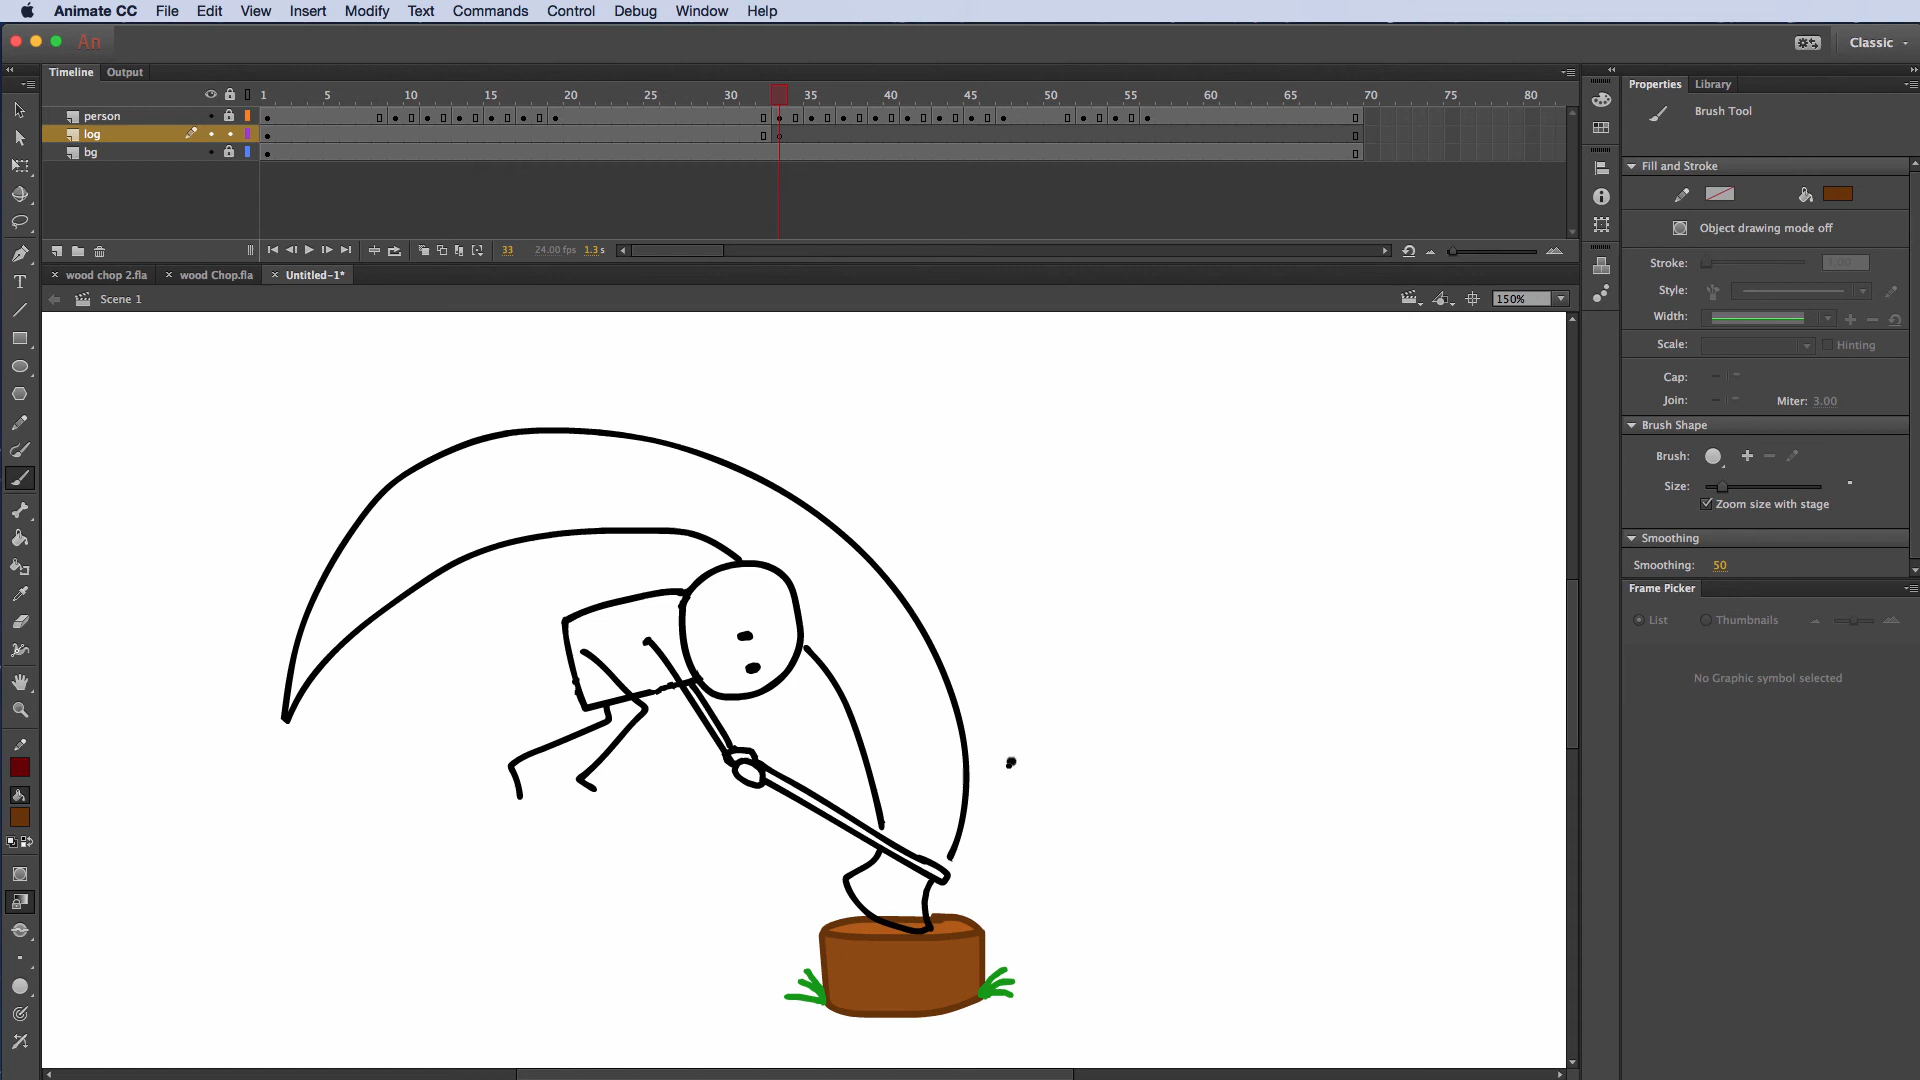 Animate CC File Edit View Insert Modify Text Commands Control Debug Window Help
An
Classic
Timeline Output
1 5 10 15 20 25 30 35 40 45 50 55 60 65 70 75 80
person
log
bg
33 24.00 fps 1.3 s
wood chop 2.fla wood Chop.fla Untitled-1*
Scene 1
150%
Properties Library
Brush Tool
Fill and Stroke
Object drawing mode off
Stroke: 1.00
Style:
Width:
Scale: Hinting
Cap:
Join: Miter: 3.00
Brush Shape
Brush:
Size:
Zoom size with stage
Smoothing
Smoothing: 50
Frame Picker
List Thumbnails
No Graphic symbol selected